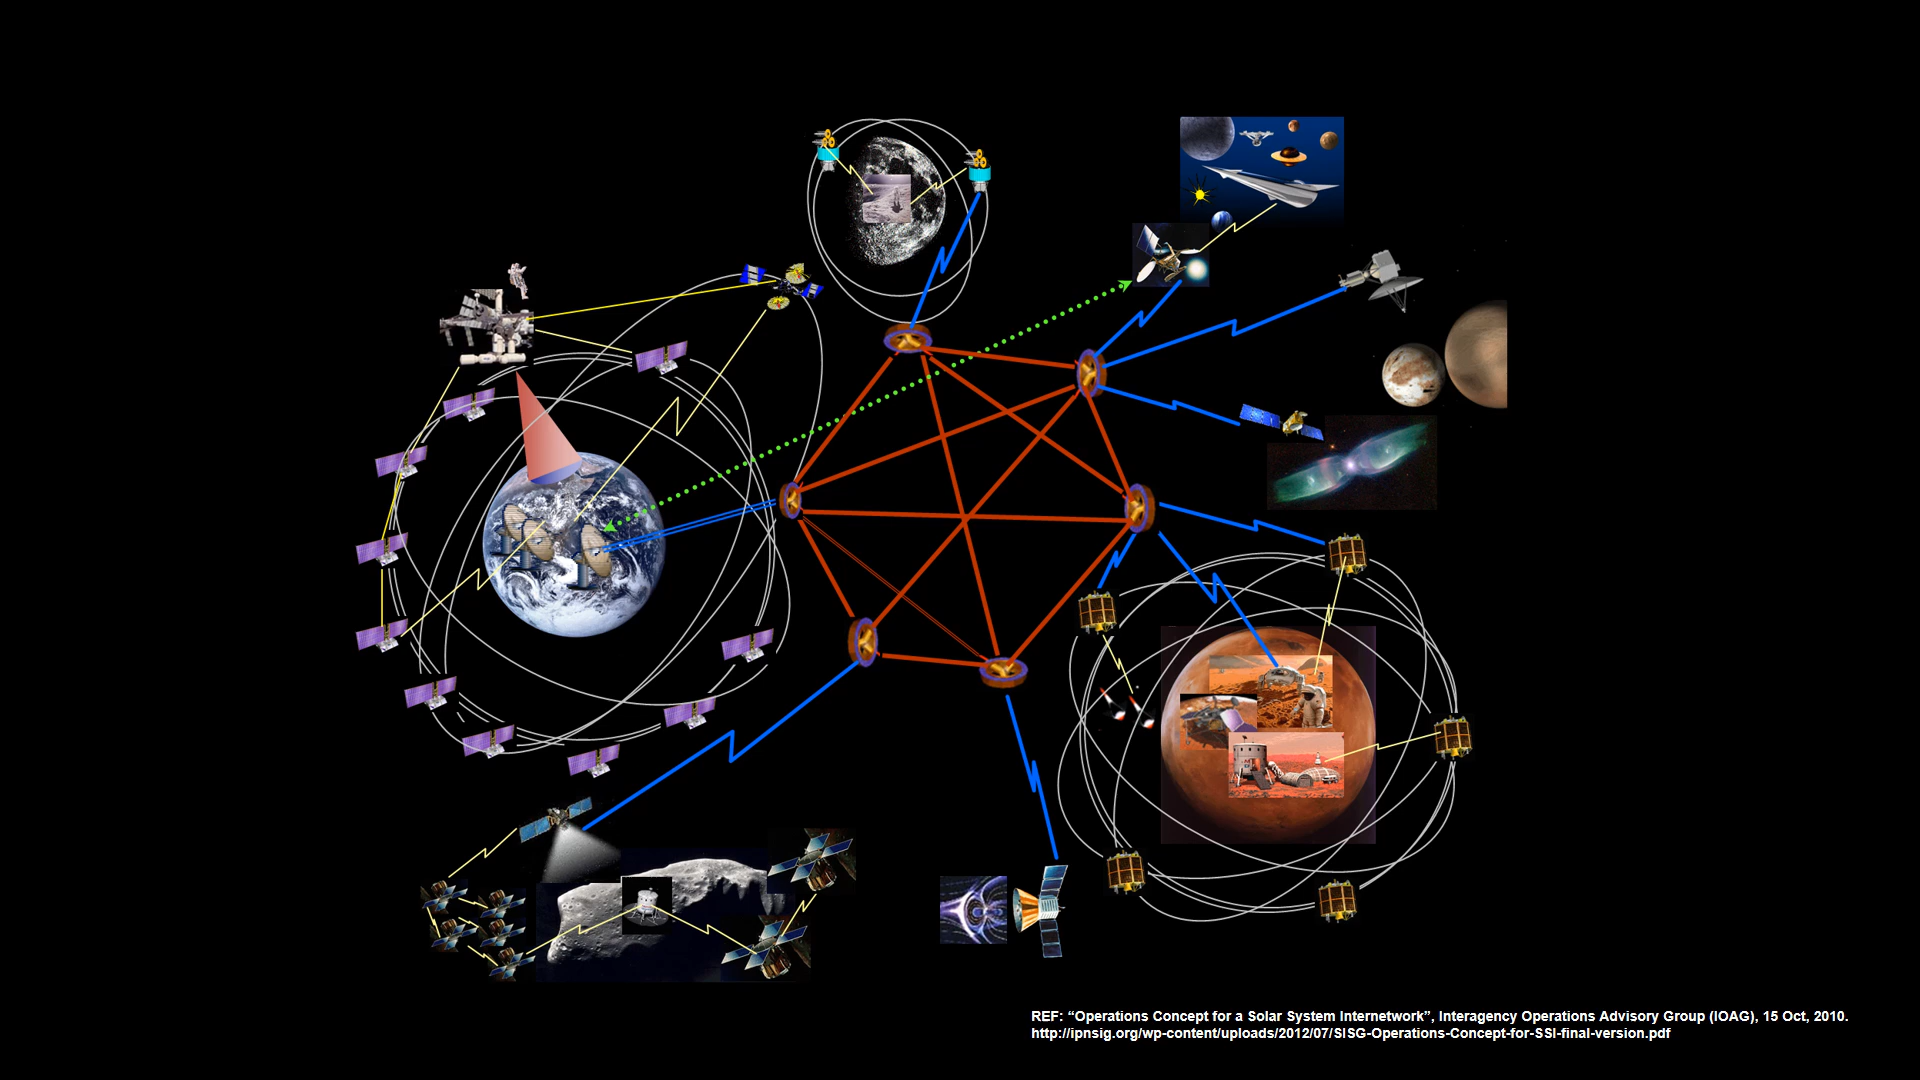 REF: “Operations Concept for a Solar System Internetwork”, Interagency Operations Advisory Group (IOAG), 15 Oct, 2010.
http://ipnsig.org/wp-content/uploads/2012/07/SISG-Operations-Concept-for-SSI-final-version.pdf